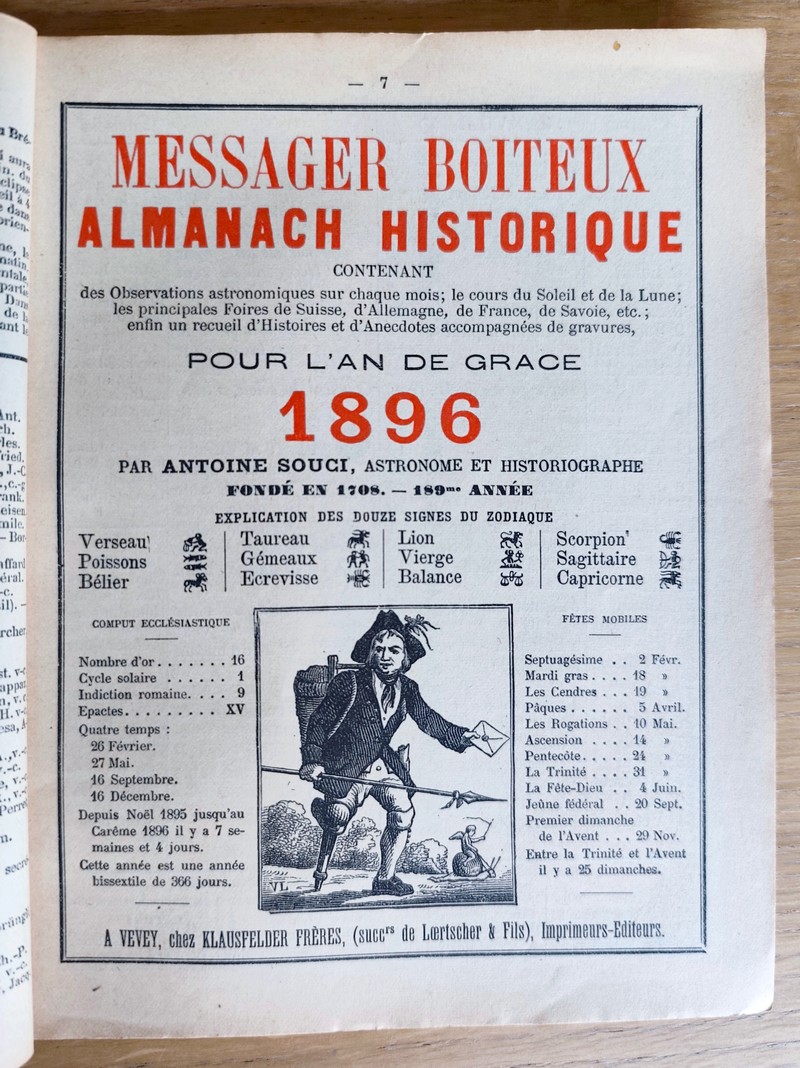 — 7 —
MESSAGER BOITEUX
ALMANACH HISTORIQUE
CONTENANT
des Observations astronomiques sur chaque mois; le cours du Soleil et de la Lune;
les principales Foires de Suisse, d'Allemagne, de France, de Savoie, etc.;
enfin un recueil d'Histoires et d'Anecdotes accompagnées de gravures,
POUR L'AN DE GRACE
1896
PAR ANTOINE SOUCI, ASTRONOME ET HISTORIOGRAPHE
FONDÉ EN 1708. — 189me ANNÉE
EXPLICATION DES DOUZE SIGNES DU ZODIAQUE
Verseau
Poissons
Bélier
Taureau
Gémeaux
Ecrevisse
Lion
Vierge
Balance
Scorpion
Sagittaire
Capricorne
COMPUT ECCLÉSIASTIQUE
Nombre d'or . . . . . . . 16
Cycle solaire . . . . . . 1
Indiction romaine. . . . 9
Epactes. . . . . . . . . XV
Quatre temps :
26 Février.
27 Mai.
16 Septembre.
16 Décembre.
Depuis Noël 1895 jusqu'au
Carême 1896 il y a 7 se-
maines et 4 jours.
Cette année est une année
bissextile de 366 jours.
VL
FÊTES MOBILES
Septuagésime . . 2 Févr.
Mardi gras . . . . 18 »
Les Cendres . . . 19 »
Pâques . . . . . . 5 Avril.
Les Rogations . . 10 Mai.
Ascension . . . . 14 »
Pentecôte. . . . . 24 »
La Trinité . . . . 31 »
La Fête-Dieu . . 4 Juin.
Jeûne fédéral . . 20 Sept.
Premier dimanche
de l'Avent . . . 29 Nov.
Entre la Trinité et l'Avent
il y a 25 dimanches.
A VEVEY, chez KLAUSFELDER FRÈRES, (succrs de Lœrtscher & Fils), Imprimeurs-Editeurs.